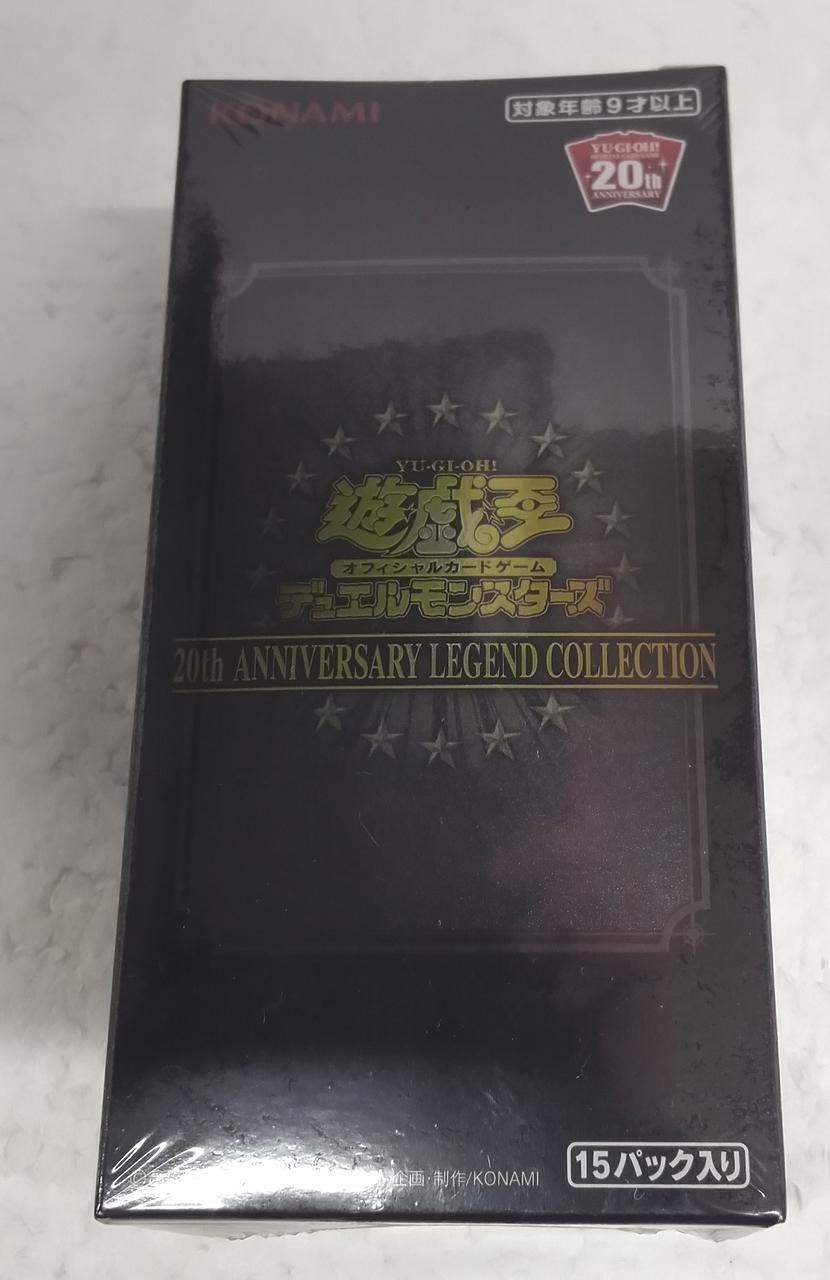 KONAMI
対象年齢9才以上
YU-GI-OH!
20th
ANNIVERSARY
YU-GI-OH!
遊戯王
オフィシャルカードゲーム
デュエルモンスターズ
20th ANNIVERSARY LEGEND COLLECTION
15パック入り
企画・制作/KONAMI